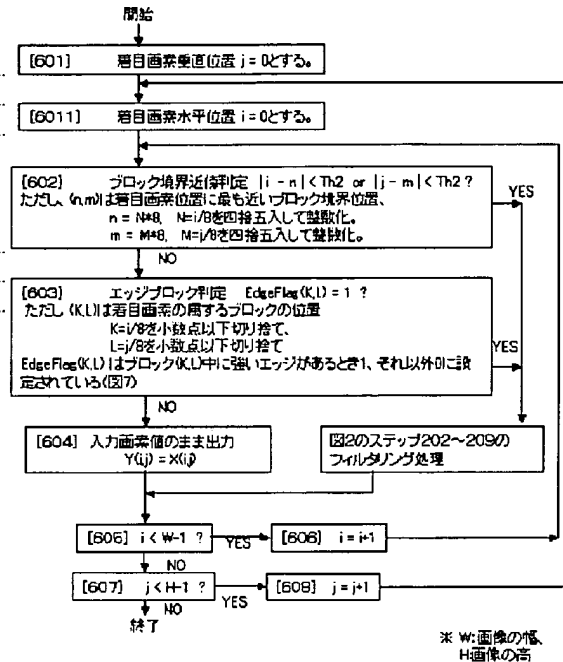 開始
[601] 着目画素垂直位置 j = 0とする。
[6011] 着目画素水平位置 i = 0とする。
[602] ブロック境界近傍判定 |i - n| < Th2 or |j - m| < Th2 ?
ただし、(n,m)は着目画素位置に最も近いブロック境界位置、
n = N*8, N=i/8を四捨五入して整数化。
m = M*8, M=j/8を四捨五入して整数化。
YES
NO
[603] エッジブロック判定 EdgeFlag(K,L) = 1 ?
ただし (K,L)は着目画素の属するブロックの位置
K=i/8を小数点以下切り捨て、
L=j/8を小数点以下切り捨て
EdgeFlag(K,L)はブロック(K,L)中に強いエッジがあるとき1、それ以外0に設
定されている(図7)
YES
NO
[604] 入力画素値のまま出力
Y(i,j) = X(i,j)
図2のステップ202～209の
フィルタリング処理
[605] i < W-1 ?
YES
[606] i = i+1
NO
[607] j < H-1 ?
YES
[608] j = j+1
NO
終了
※ W:画像の幅、
H:画像の高